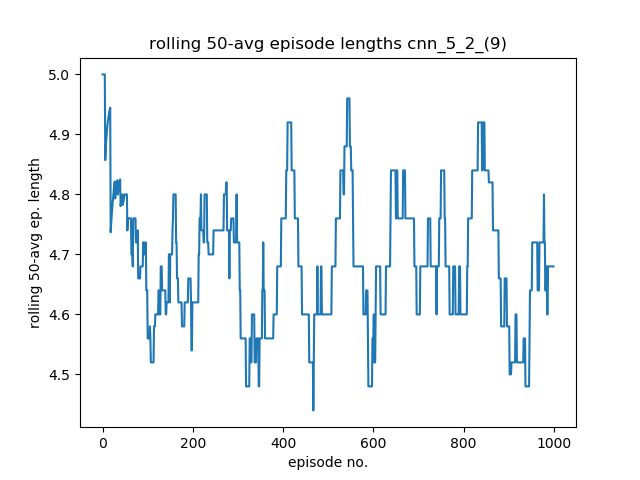 rolling 50-avg episode lengths cnn_5_2_(9)
5.0
4.9
4.8
4.7
4.6
4.5
rolling 50-avg ep. length
0 200 400 600 800 1000
episode no.